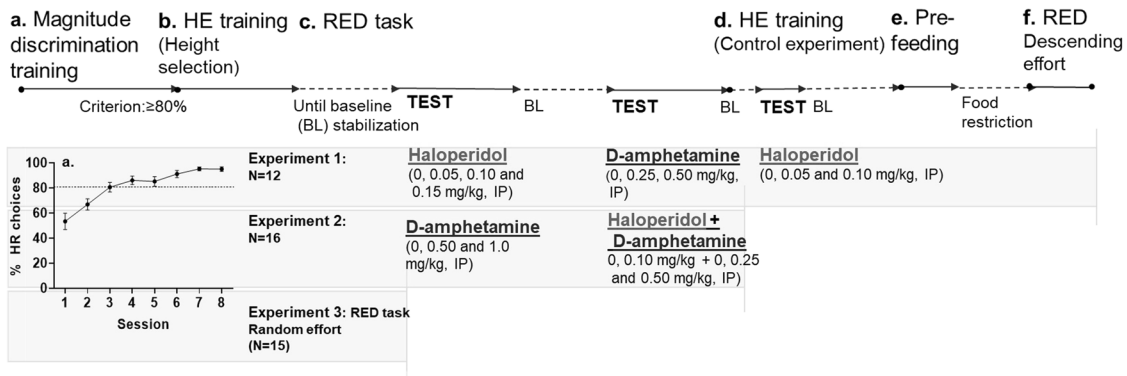 a. Magnitude
discrimination
training
b. HE training
(Height
selection)
c. RED task
d. HE training
(Control experiment)
e. Pre-
feeding
f. RED
Descending
effort
Criterion:≥80%
Until baseline
(BL) stabilization
TEST
BL
TEST
BL
TEST BL
Food
restriction
a.
% HR choices
100
80
60
40
20
0
1 2 3 4 5 6 7 8
Session
Experiment 1:
N=12
Haloperidol
(0, 0.05, 0.10 and
0.15 mg/kg, IP)
D-amphetamine
(0, 0.25, 0.50 mg/kg,
IP)
Haloperidol
(0, 0.05 and 0.10 mg/kg, IP)
Experiment 2:
N=16
D-amphetamine
(0, 0.50 and 1.0
mg/kg, IP)
Haloperidol +
D-amphetamine
0, 0.10 mg/kg + 0, 0.25
and 0.50 mg/kg, IP)
Experiment 3: RED task
Random effort
(N=15)